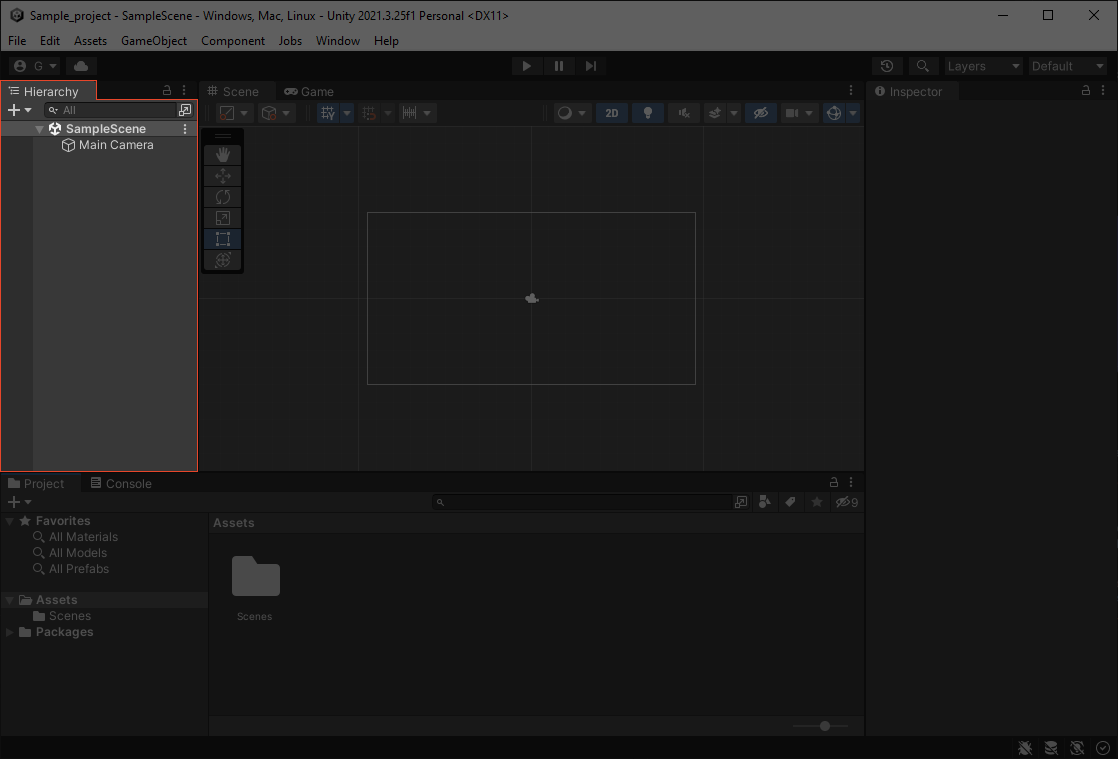 Sample_project - SampleScene - Windows, Mac, Linux - Unity 2021.3.25f1 Personal <DX11>
File Edit Assets GameObject Component Jobs Window Help
G Layers Default
Hierarchy Scene Game Inspector
All 2D
SampleScene
Main Camera
Project Console
9
Favorites Assets
All Materials
All Models
All Prefabs
Assets
Scenes Scenes
Packages